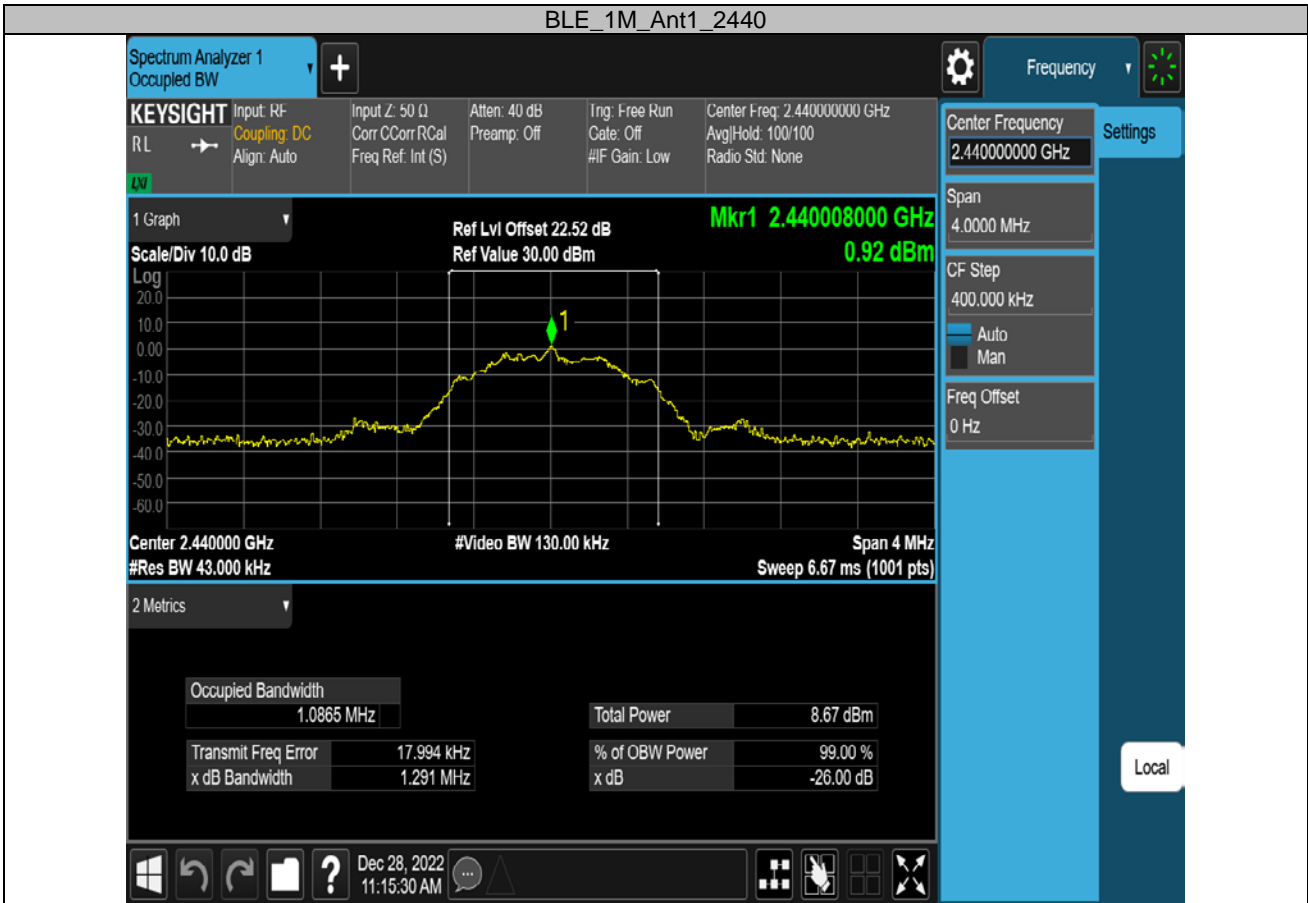 BLE_1M_Ant1_2440
Spectrum Analyzer 1
Occupied BW
+
Frequency
KEYSIGHT
RL
LXI
Input: RF
Coupling: DC
Align: Auto
Input Z: 50 Ω
Corr CCorr RCal
Freq Ref: Int (S)
Atten: 40 dB
Preamp: Off
Trig: Free Run
Gate: Off
#IF Gain: Low
Center Freq: 2.440000000 GHz
Avg|Hold: 100/100
Radio Std: None
Center Frequency
2.440000000 GHz
Settings
Span
4.0000 MHz
CF Step
400.000 kHz
Auto
Man
Freq Offset
0 Hz
1 Graph
Scale/Div 10.0 dB
Ref Lvl Offset 22.52 dB
Ref Value 30.00 dBm
Mkr1 2.440008000 GHz
0.92 dBm
Log
20.0
10.0
0.00
-10.0
-20.0
-30.0
-40.0
-50.0
-60.0
1
Center 2.440000 GHz
#Res BW 43.000 kHz
#Video BW 130.00 kHz
Span 4 MHz
Sweep 6.67 ms (1001 pts)
2 Metrics
Occupied Bandwidth
1.0865 MHz
Total Power 8.67 dBm
Transmit Freq Error 17.994 kHz
% of OBW Power 99.00 %
x dB Bandwidth 1.291 MHz
x dB -26.00 dB
Local
?
Dec 28, 2022
11:15:30 AM